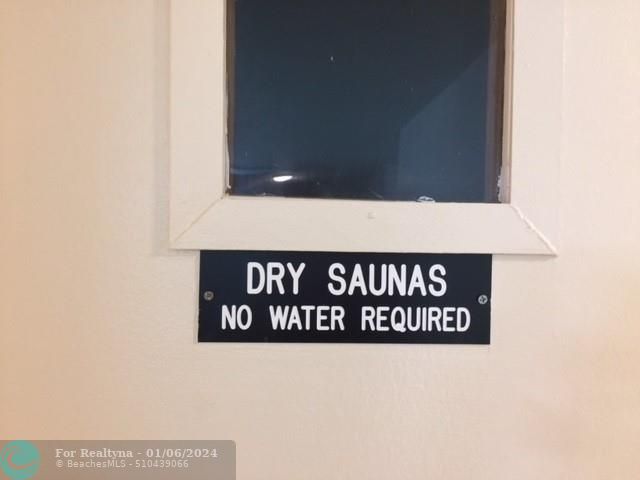 DRY SAUNAS
NO WATER REQUIRED
For Realtyna - 01/06/2024
© BeachesMLS - 510439066